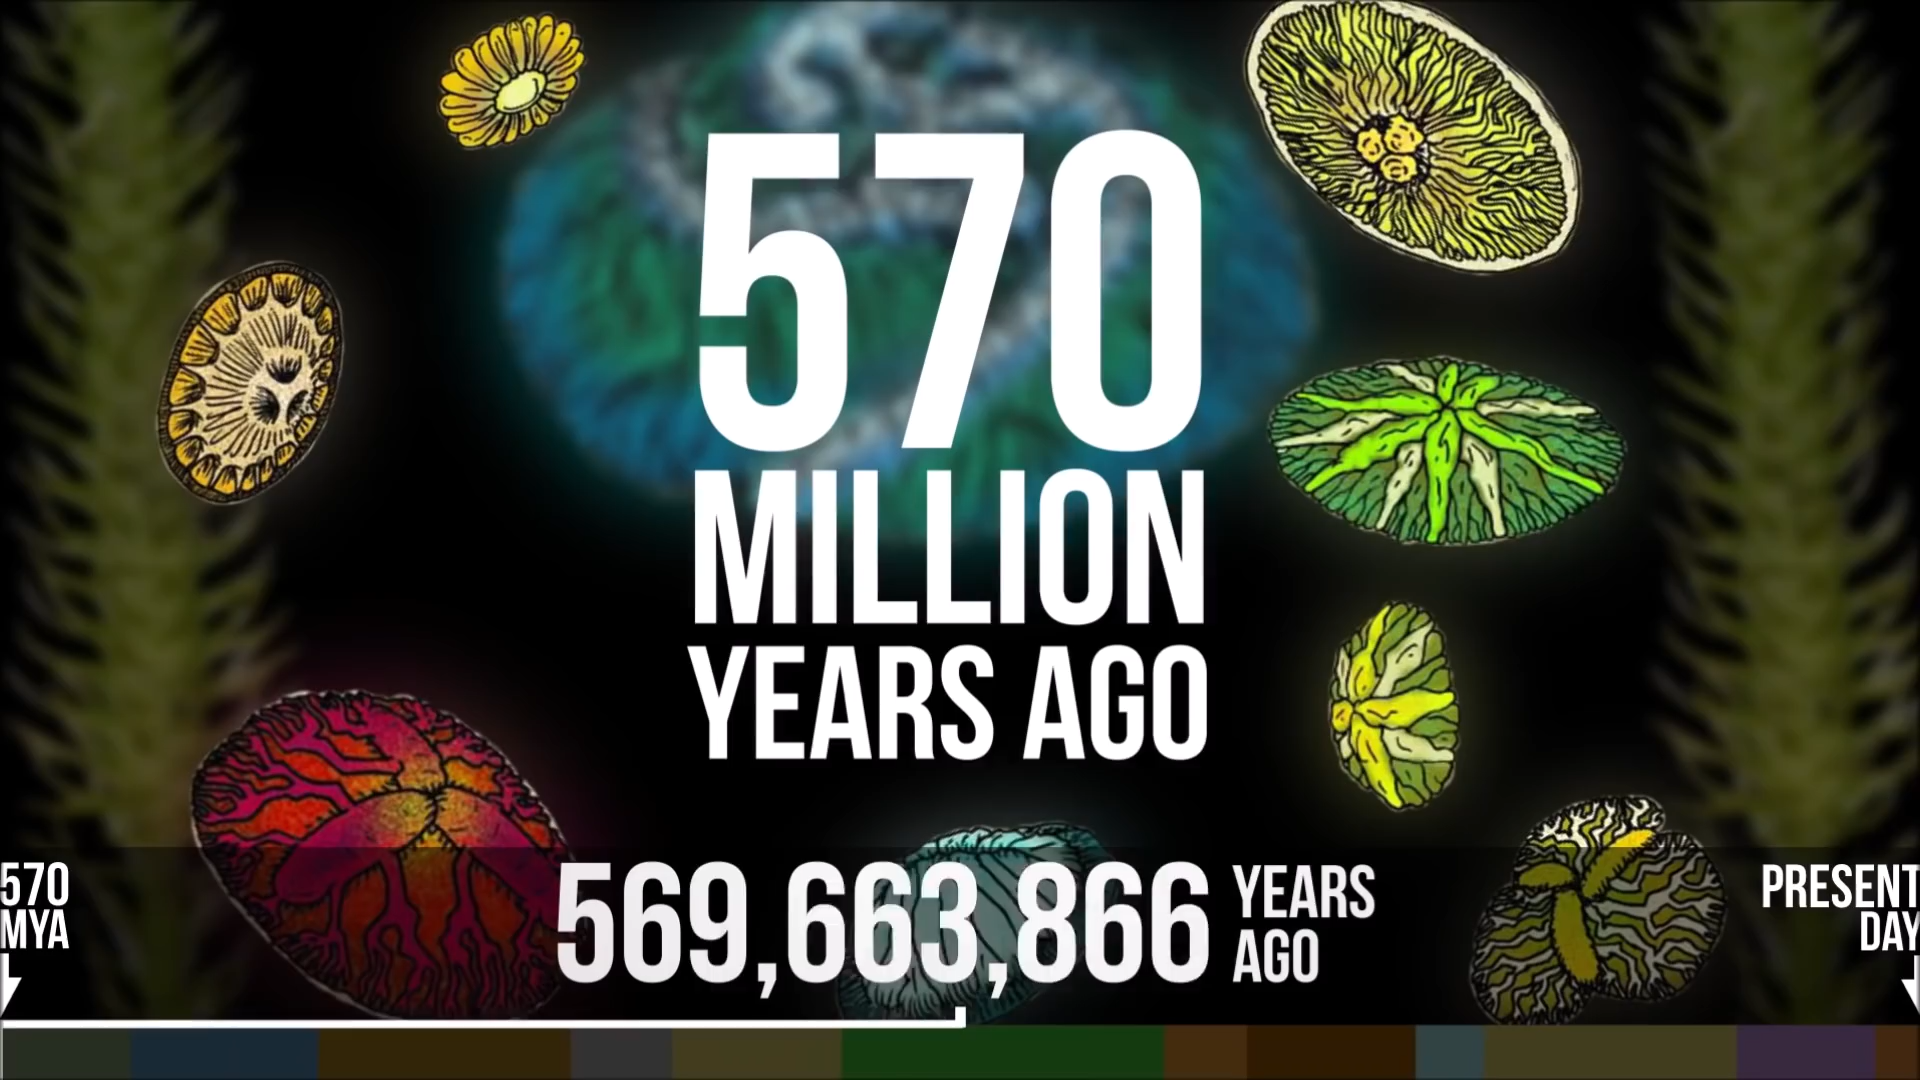 570
MILLION
YEARS AGO
570
MYA
569,663,866 YEARS
AGO
PRESENT
DAY